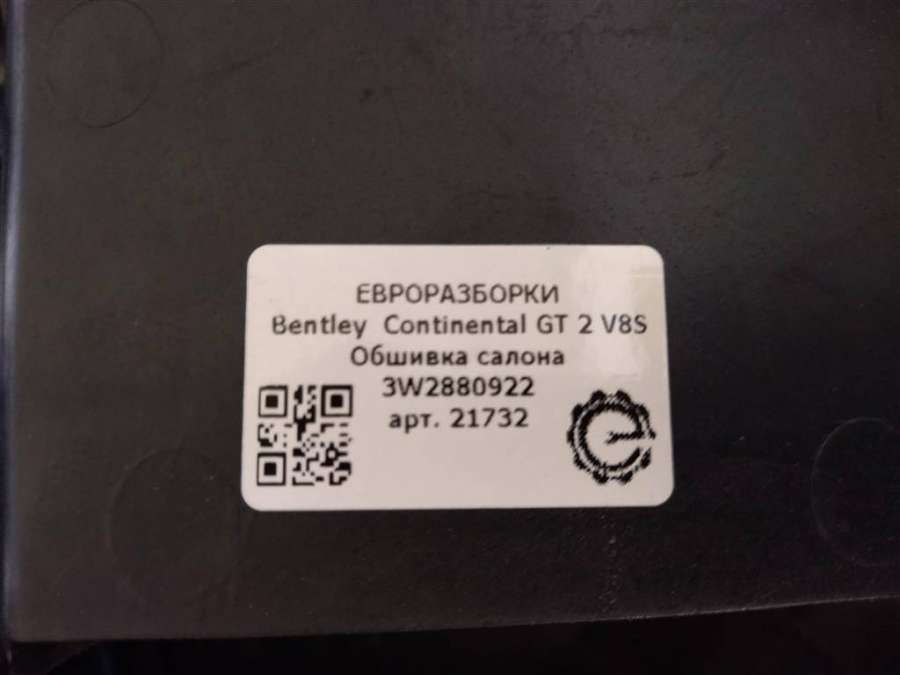 ЕВРОРАЗБОРКИ
Bentley Continental GT 2 V8S
Обшивка салона
3W2880922
арт. 21732